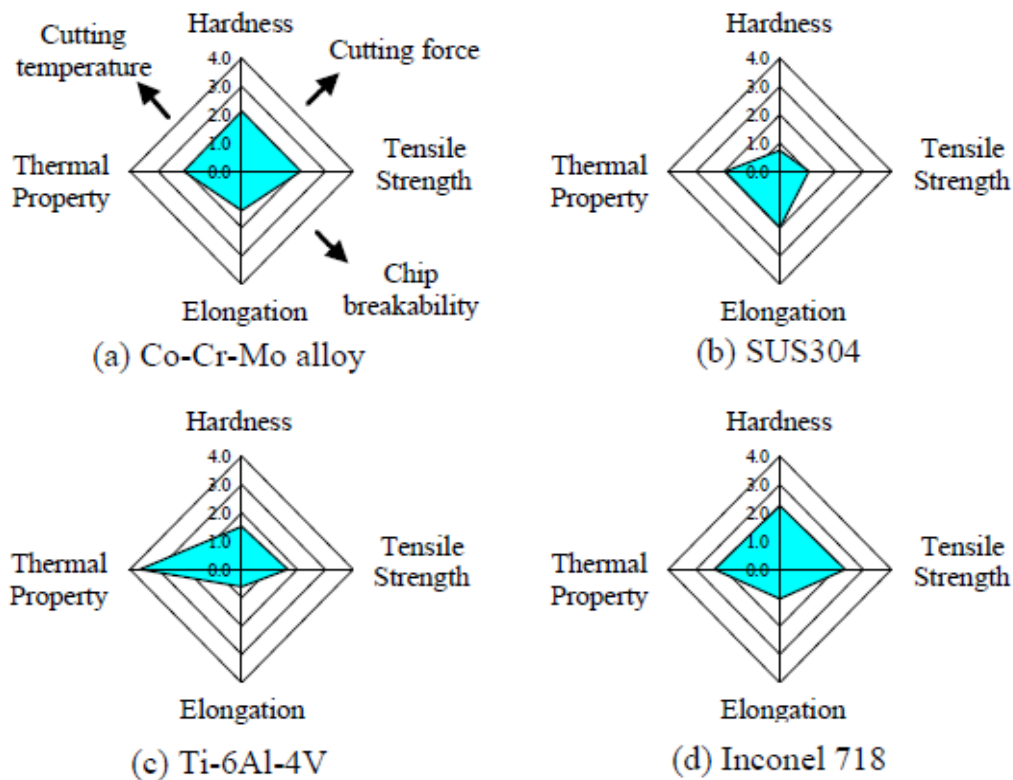 Hardness
Cutting
temperature
Cutting force
4.0
3.0
2.0
1.0
0.0
Thermal
Property
Tensile
Strength
Chip
breakability
Elongation
(a) Co-Cr-Mo alloy
Hardness
4.0
3.0
2.0
1.0
0.0
Thermal
Property
Tensile
Strength
Elongation
(b) SUS304
Hardness
4.0
3.0
2.0
1.0
0.0
Thermal
Property
Tensile
Strength
Elongation
(c) Ti-6Al-4V
Hardness
4.0
3.0
2.0
1.0
0.0
Thermal
Property
Tensile
Strength
Elongation
(d) Inconel 718